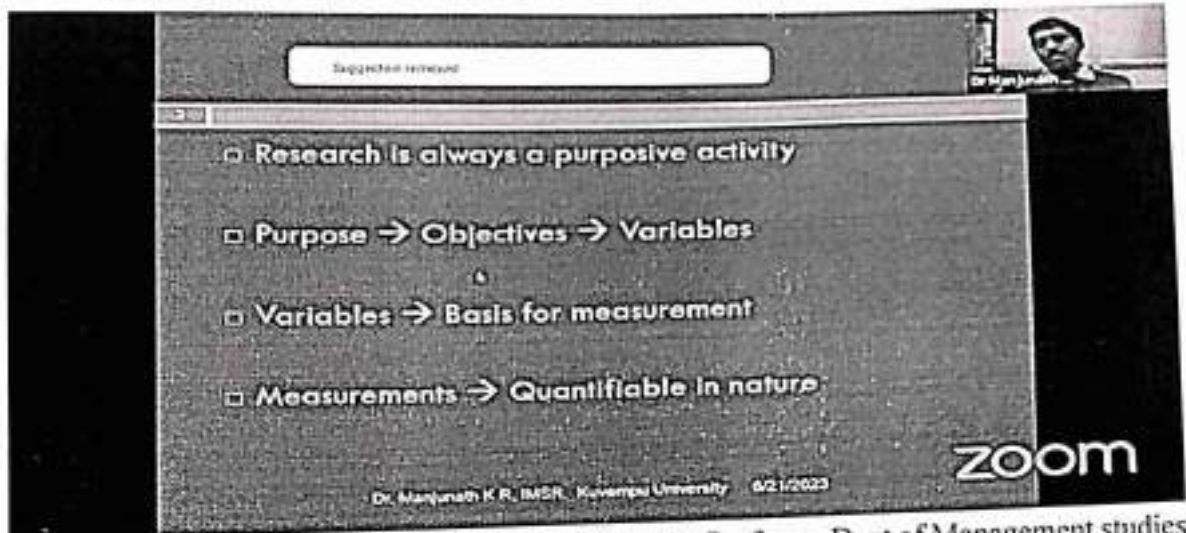 Suggestion removed
Dr Manjunath
□ Research is always a purposive activity
□ Purpose → Objectives → Variables
□ Variables → Basis for measurement
□ Measurements → Quantifiable in nature
zoom
Dr. Manjunath K R, IMSR, Kuvempu University 6/21/2023
Dept of Management studies